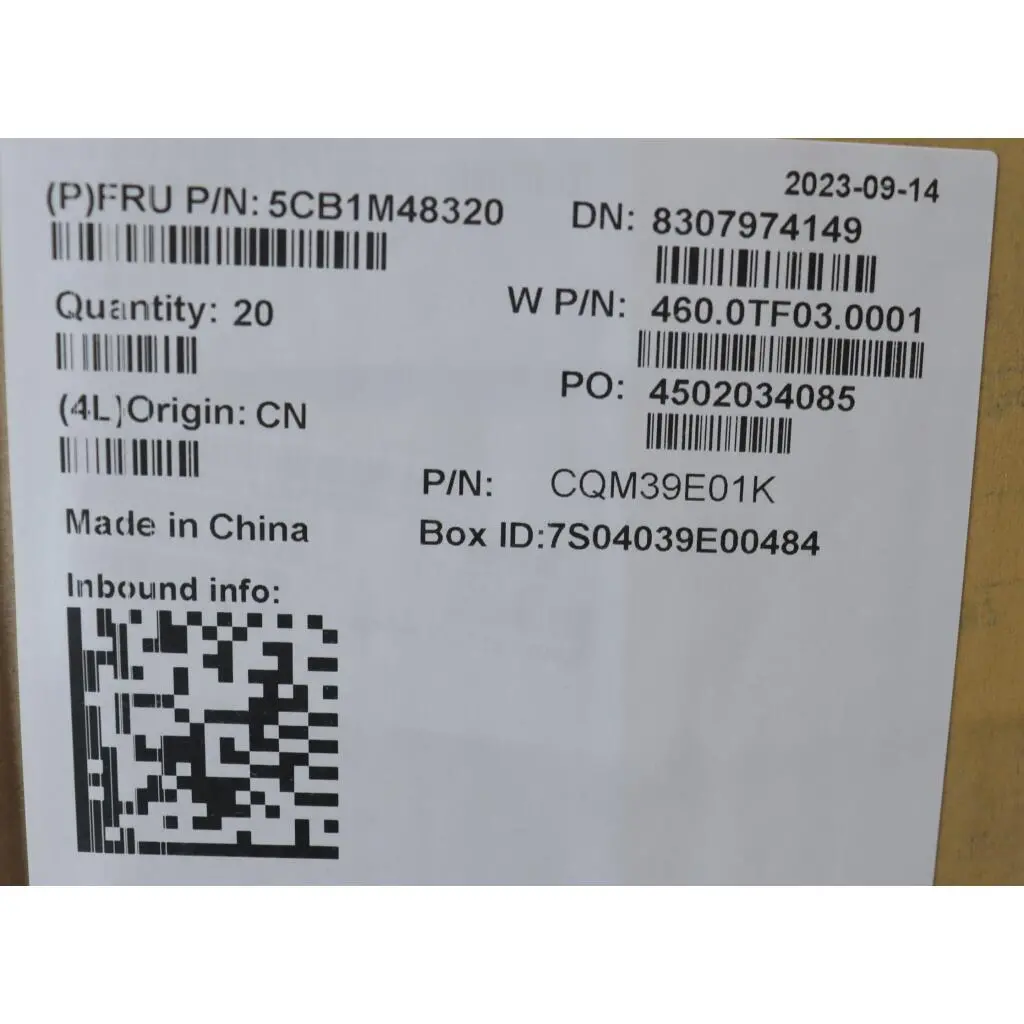 2023-09-14
(P)FRU P/N: 5CB1M48320
DN: 8307974149
Quantity: 20
W P/N: 460.0TF03.0001
(4L)Origin: CN
PO: 4502034085
P/N: CQM39E01K
Made in China
Box ID:7S04039E00484
Inbound info: